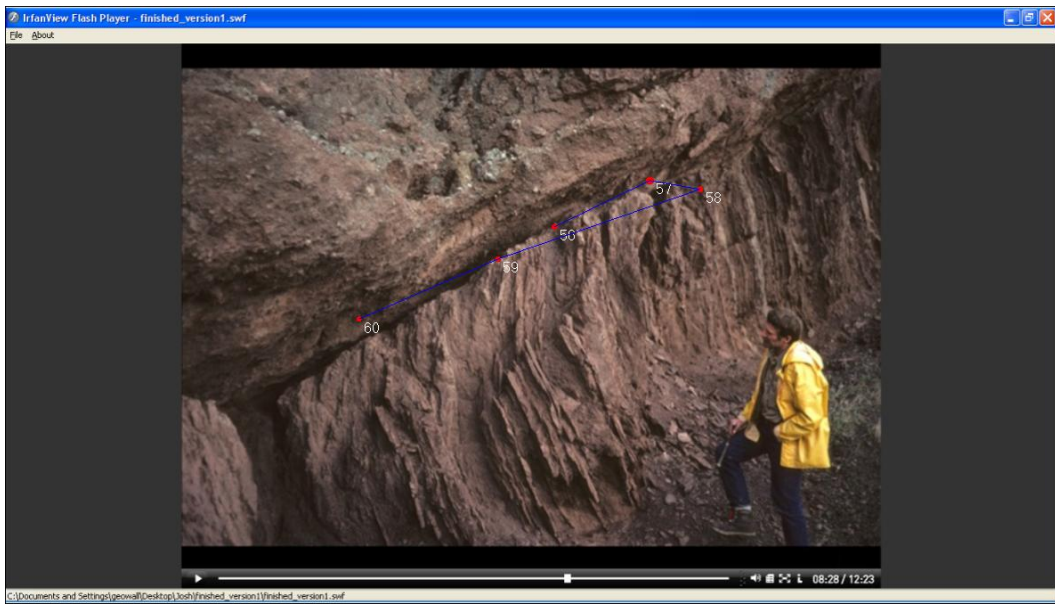 IrfanView Flash Player - finished_version1.swf
File About
57
58
56
59
60
08:28 / 12:23
C:\Documents and Settings\geowall\Desktop\Josh\finished_version1\finished_version1.swf